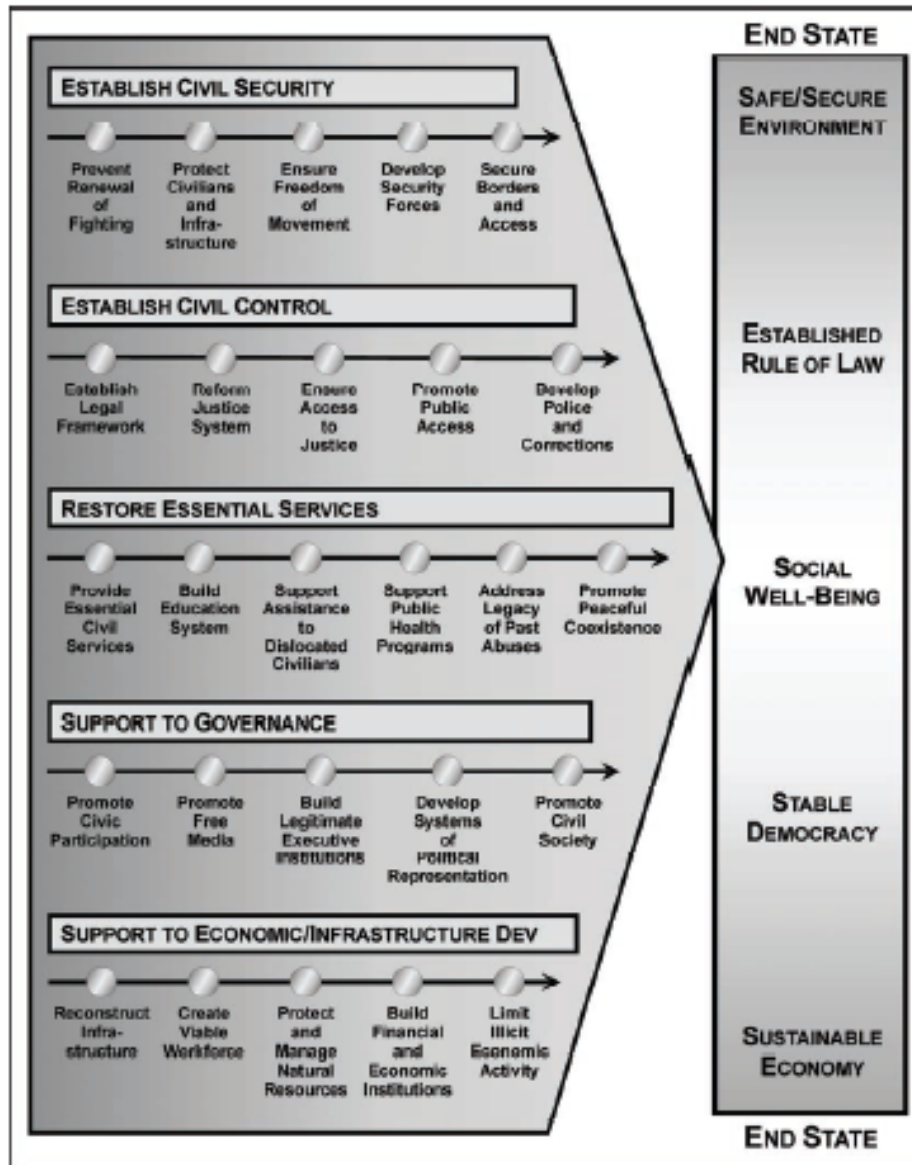 END STATE
ESTABLISH CIVIL SECURITY
Prevent
Renewal
of
Fighting
Protect
Civilians
and
Infra-
structure
Ensure
Freedom
of
Movement
Develop
Security
Forces
Secure
Borders
and
Access
SAFE/SECURE
ENVIRONMENT
ESTABLISH CIVIL CONTROL
Establish
Legal
Framework
Reform
Justice
System
Ensure
Access
to
Justice
Promote
Public
Access
Develop
Police
and
Corrections
ESTABLISHED
RULE OF LAW
RESTORE ESSENTIAL SERVICES
Provide
Essential
Civil
Services
Build
Education
System
Support
Assistance
to
Dislocated
Civilians
Support
Public
Health
Programs
Address
Legacy
of Past
Abuses
Promote
Peaceful
Coexistence
SOCIAL
WELL-BEING
SUPPORT TO GOVERNANCE
Promote
Civic
Participation
Promote
Free
Media
Build
Legitimate
Executive
Institutions
Develop
Systems
of
Political
Representation
Promote
Civil
Society
STABLE
DEMOCRACY
SUPPORT TO ECONOMIC/INFRASTRUCTURE DEV
Reconstruct
Infra-
structure
Create
Viable
Workforce
Protect
and
Manage
Natural
Resources
Build
Financial
and
Economic
Institutions
Limit
Illicit
Economic
Activity
SUSTAINABLE
ECONOMY
END STATE